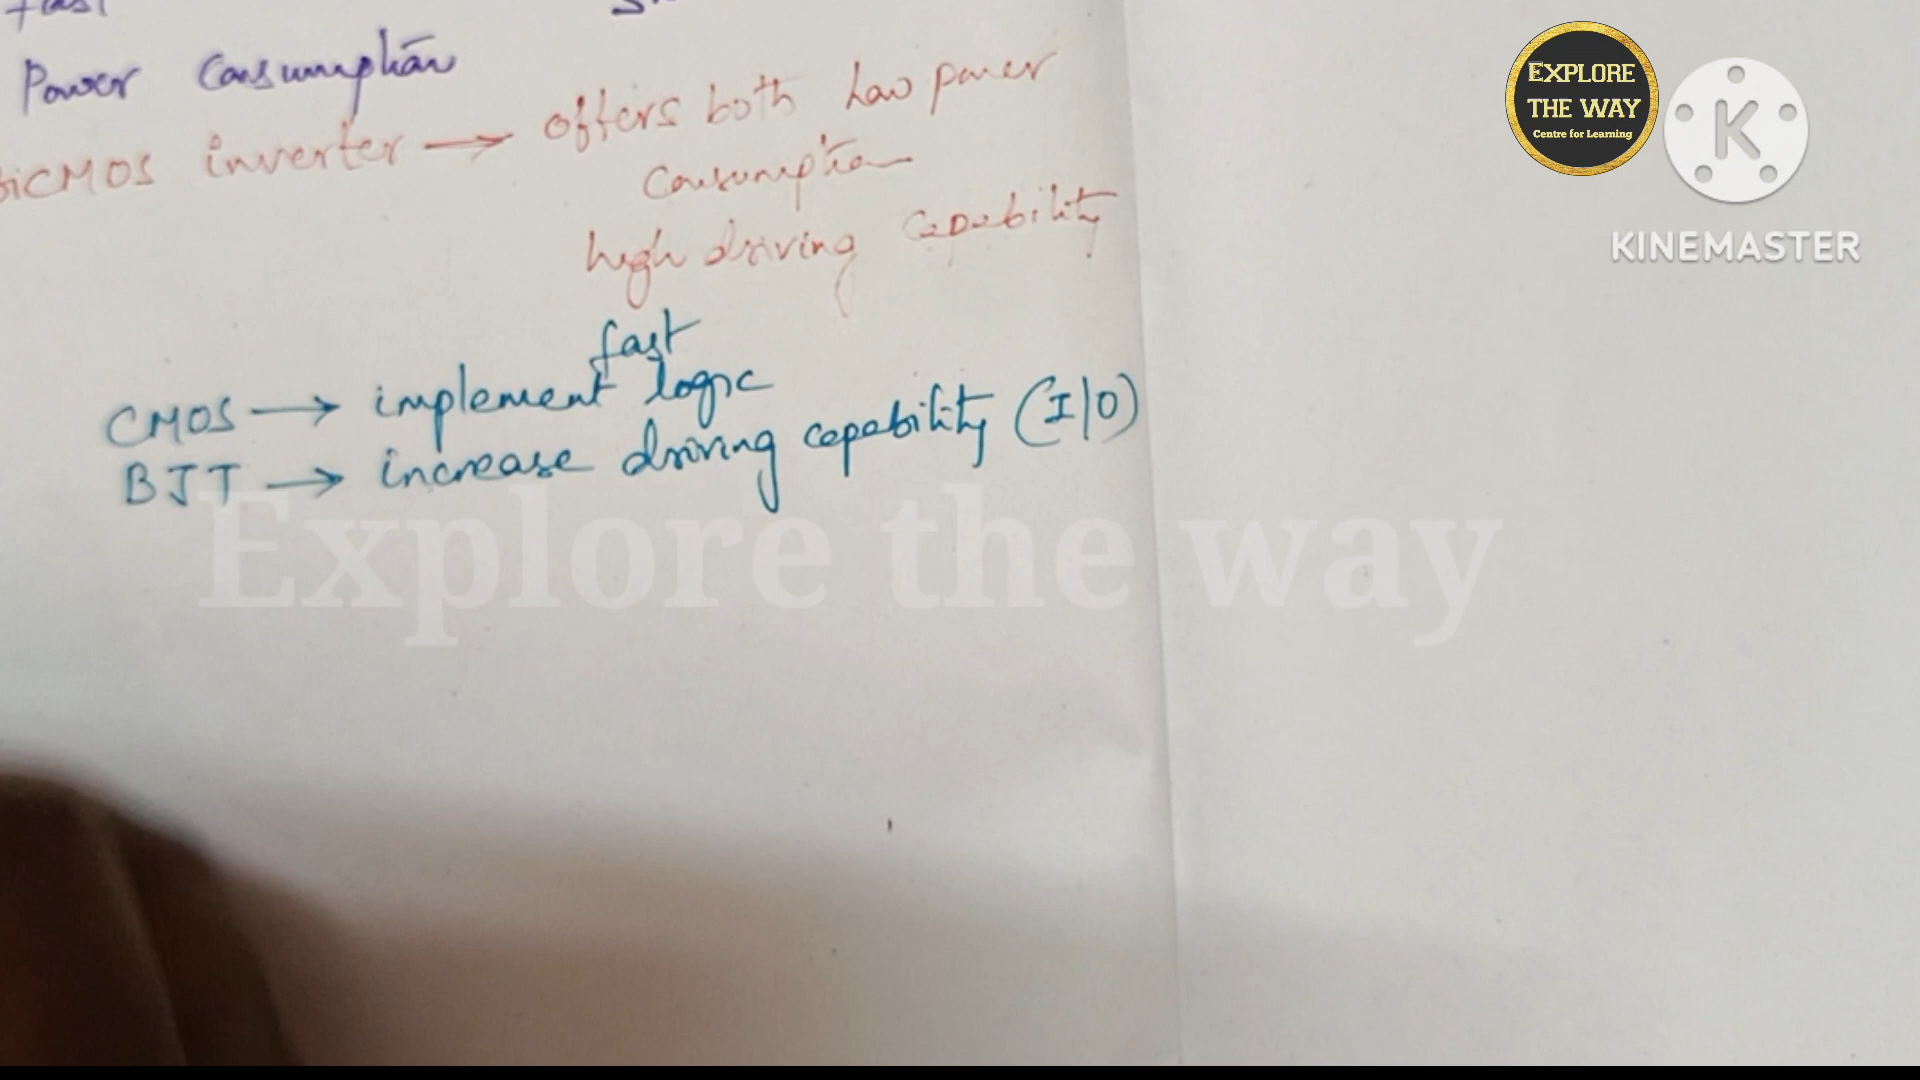 fast
Power Consumption
BiCMOS inverter → offers both low power
Consumption
high driving capability
fast
CMOS → implement logic
BJT → increase driving capability (I/O)
Explore the way
EXPLORE
THE WAY
Centre for Learning
K
KINEMASTER